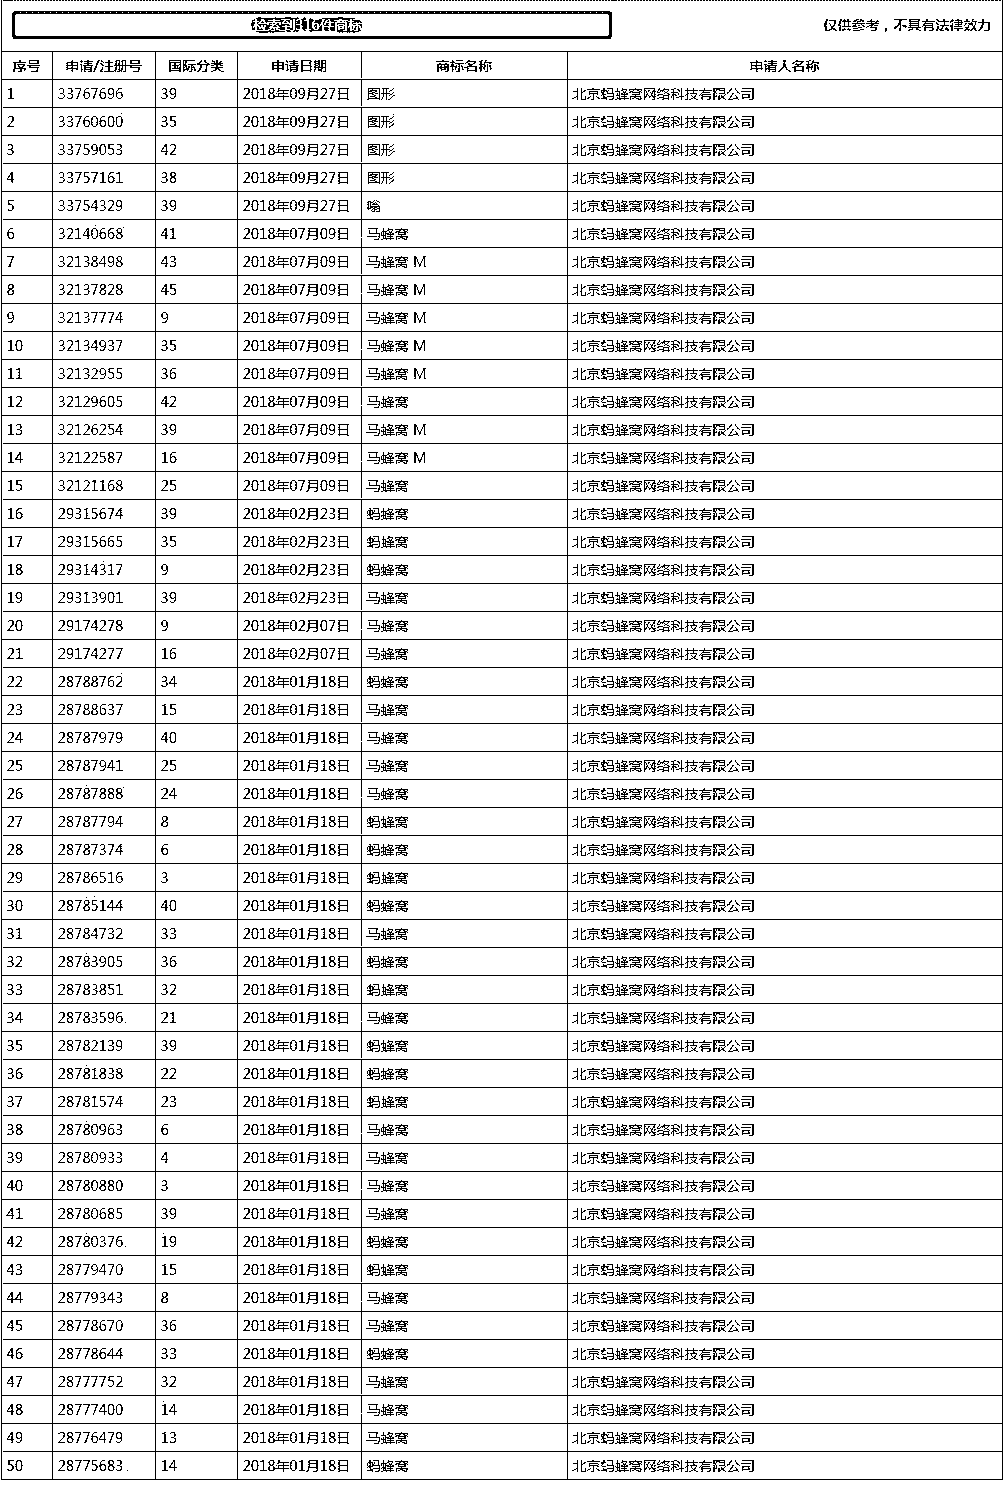 检索到116件商标
仅供参考，不具有法律效力
序号 申请/注册号 国际分类 申请日期 商标名称 申请人名称
1 33767696 39 2018年09月27日 图形 北京蚂蜂窝网络科技有限公司
2 33760600 35 2018年09月27日 图形 北京蚂蜂窝网络科技有限公司
3 33759053 42 2018年09月27日 图形 北京蚂蜂窝网络科技有限公司
4 33757161 38 2018年09月27日 图形 北京蚂蜂窝网络科技有限公司
5 33754329 39 2018年09月27日 嗡 北京蚂蜂窝网络科技有限公司
6 32140668 41 2018年07月09日 马蜂窝 北京蚂蜂窝网络科技有限公司
7 32138498 43 2018年07月09日 马蜂窝 M 北京蚂蜂窝网络科技有限公司
8 32137828 45 2018年07月09日 马蜂窝 M 北京蚂蜂窝网络科技有限公司
9 32137774 9 2018年07月09日 马蜂窝 M 北京蚂蜂窝网络科技有限公司
10 32134937 35 2018年07月09日 马蜂窝 M 北京蚂蜂窝网络科技有限公司
11 32132955 36 2018年07月09日 马蜂窝 M 北京蚂蜂窝网络科技有限公司
12 32129605 42 2018年07月09日 马蜂窝 北京蚂蜂窝网络科技有限公司
13 32126254 39 2018年07月09日 马蜂窝 M 北京蚂蜂窝网络科技有限公司
14 32122587 16 2018年07月09日 马蜂窝 M 北京蚂蜂窝网络科技有限公司
15 32121168 25 2018年07月09日 马蜂窝 北京蚂蜂窝网络科技有限公司
16 29315674 39 2018年02月23日 蚂蜂窝 北京蚂蜂窝网络科技有限公司
17 29315665 35 2018年02月23日 蚂蜂窝 北京蚂蜂窝网络科技有限公司
18 29314317 9 2018年02月23日 蚂蜂窝 北京蚂蜂窝网络科技有限公司
19 29313901 39 2018年02月23日 马蜂窝 北京蚂蜂窝网络科技有限公司
20 29174278 9 2018年02月07日 马蜂窝 北京蚂蜂窝网络科技有限公司
21 29174277 16 2018年02月07日 马蜂窝 北京蚂蜂窝网络科技有限公司
22 28788762 34 2018年01月18日 蚂蜂窝 北京蚂蜂窝网络科技有限公司
23 28788637 15 2018年01月18日 马蜂窝 北京蚂蜂窝网络科技有限公司
24 28787979 40 2018年01月18日 马蜂窝 北京蚂蜂窝网络科技有限公司
25 28787941 25 2018年01月18日 马蜂窝 北京蚂蜂窝网络科技有限公司
26 28787888 24 2018年01月18日 马蜂窝 北京蚂蜂窝网络科技有限公司
27 28787794 8 2018年01月18日 蚂蜂窝 北京蚂蜂窝网络科技有限公司
28 28787374 6 2018年01月18日 蚂蜂窝 北京蚂蜂窝网络科技有限公司
29 28786516 3 2018年01月18日 蚂蜂窝 北京蚂蜂窝网络科技有限公司
30 28785144 40 2018年01月18日 蚂蜂窝 北京蚂蜂窝网络科技有限公司
31 28784732 33 2018年01月18日 马蜂窝 北京蚂蜂窝网络科技有限公司
32 28783905 36 2018年01月18日 蚂蜂窝 北京蚂蜂窝网络科技有限公司
33 28783851 32 2018年01月18日 蚂蜂窝 北京蚂蜂窝网络科技有限公司
34 28783596 21 2018年01月18日 马蜂窝 北京蚂蜂窝网络科技有限公司
35 28782139 39 2018年01月18日 蚂蜂窝 北京蚂蜂窝网络科技有限公司
36 28781838 22 2018年01月18日 蚂蜂窝 北京蚂蜂窝网络科技有限公司
37 28781574 23 2018年01月18日 蚂蜂窝 北京蚂蜂窝网络科技有限公司
38 28780963 6 2018年01月18日 马蜂窝 北京蚂蜂窝网络科技有限公司
39 28780933 4 2018年01月18日 马蜂窝 北京蚂蜂窝网络科技有限公司
40 28780880 3 2018年01月18日 马蜂窝 北京蚂蜂窝网络科技有限公司
41 28780685 39 2018年01月18日 马蜂窝 北京蚂蜂窝网络科技有限公司
42 28780376 19 2018年01月18日 蚂蜂窝 北京蚂蜂窝网络科技有限公司
43 28779470 15 2018年01月18日 蚂蜂窝 北京蚂蜂窝网络科技有限公司
44 28779343 8 2018年01月18日 马蜂窝 北京蚂蜂窝网络科技有限公司
45 28778670 36 2018年01月18日 马蜂窝 北京蚂蜂窝网络科技有限公司
46 28778644 33 2018年01月18日 蚂蜂窝 北京蚂蜂窝网络科技有限公司
47 28777752 32 2018年01月18日 马蜂窝 北京蚂蜂窝网络科技有限公司
48 28777400 14 2018年01月18日 马蜂窝 北京蚂蜂窝网络科技有限公司
49 28776479 13 2018年01月18日 马蜂窝 北京蚂蜂窝网络科技有限公司
50 28775683 14 2018年01月18日 蚂蜂窝 北京蚂蜂窝网络科技有限公司